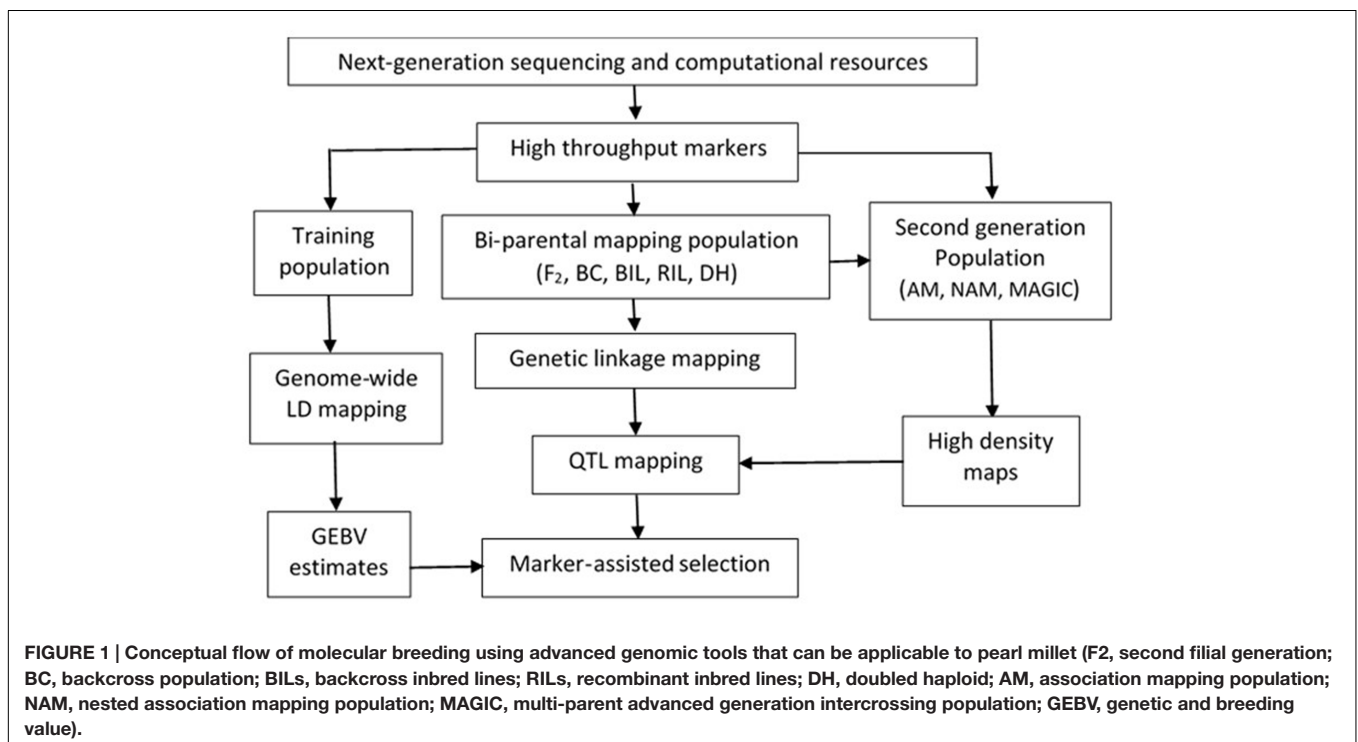 Next-generation sequencing and computational resources
High throughput markers
Training
population
Bi-parental mapping population
(F₂, BC, BIL, RIL, DH)
Second generation
Population
(AM, NAM, MAGIC)
Genome-wide
LD mapping
Genetic linkage mapping
High density
maps
QTL mapping
GEBV
estimates
Marker-assisted selection
FIGURE 1 | Conceptual flow of molecular breeding using advanced genomic tools that can be applicable to pearl millet (F2, second filial generation;
BC, backcross population; BILs, backcross inbred lines; RILs, recombinant inbred lines; DH, doubled haploid; AM, association mapping population;
NAM, nested association mapping population; MAGIC, multi-parent advanced generation intercrossing population; GEBV, genetic and breeding
value).